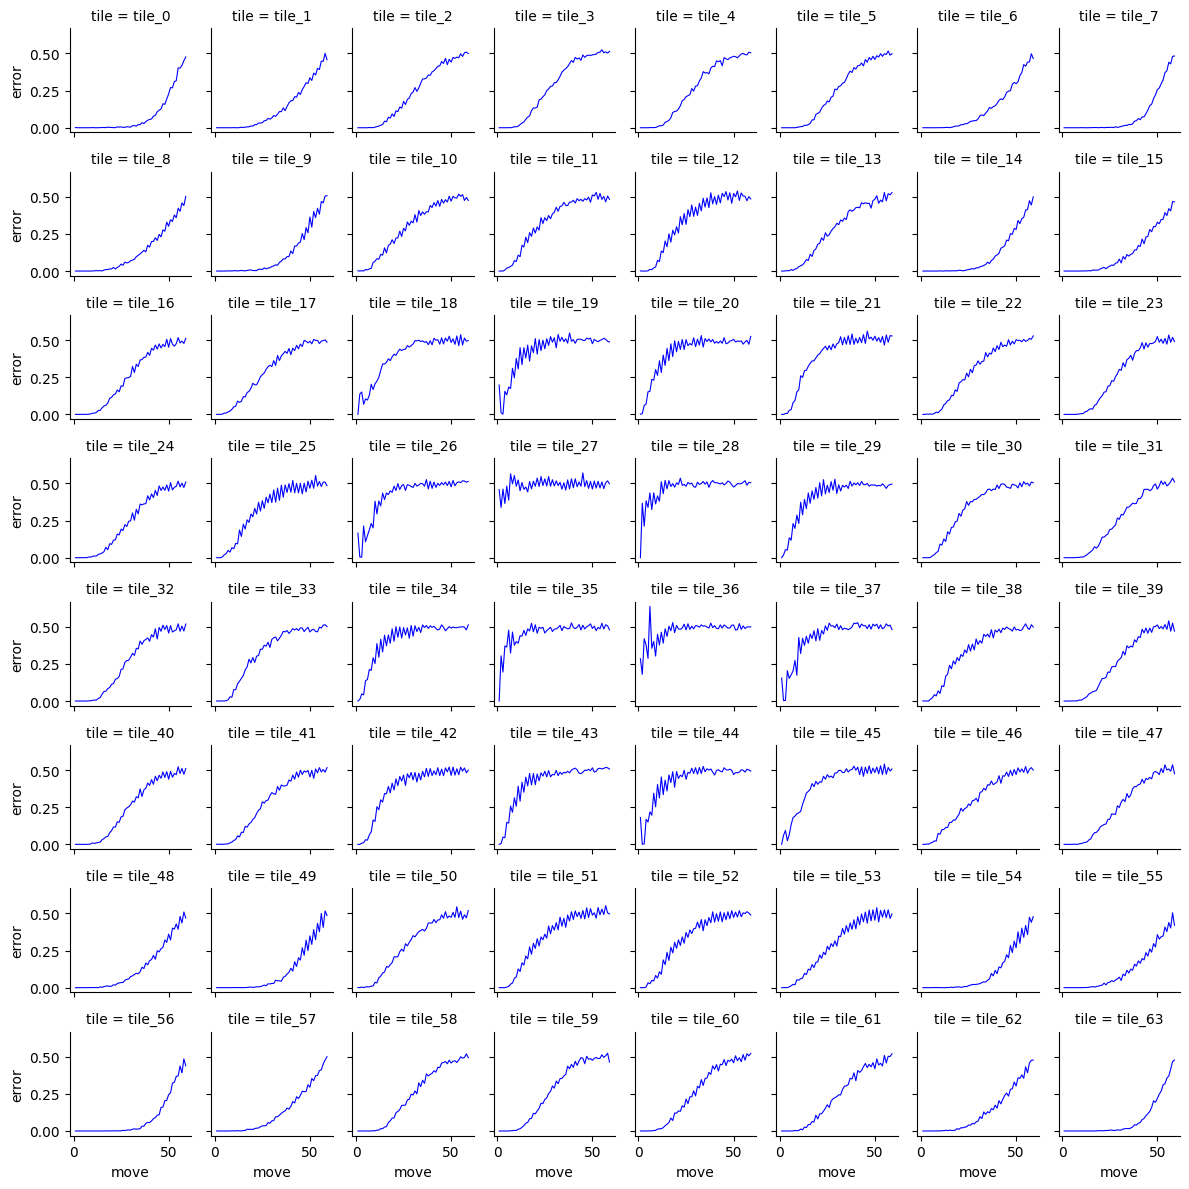 tile = tile_0 tile = tile_1 tile = tile_2 tile = tile_3 tile = tile_4 tile = tile_5 tile = tile_6 tile = tile_7
0.50
error
0.25
0.00
tile = tile_8 tile = tile_9 tile = tile_10 tile = tile_11 tile = tile_12 tile = tile_13 tile = tile_14 tile = tile_15
0.50
error
0.25
0.00
tile = tile_16 tile = tile_17 tile = tile_18 tile = tile_19 tile = tile_20 tile = tile_21 tile = tile_22 tile = tile_23
0.50
error
0.25
0.00
tile = tile_24 tile = tile_25 tile = tile_26 tile = tile_27 tile = tile_28 tile = tile_29 tile = tile_30 tile = tile_31
0.50
error
0.25
0.00
tile = tile_32 tile = tile_33 tile = tile_34 tile = tile_35 tile = tile_36 tile = tile_37 tile = tile_38 tile = tile_39
0.50
error
0.25
0.00
tile = tile_40 tile = tile_41 tile = tile_42 tile = tile_43 tile = tile_44 tile = tile_45 tile = tile_46 tile = tile_47
0.50
error
0.25
0.00
tile = tile_48 tile = tile_49 tile = tile_50 tile = tile_51 tile = tile_52 tile = tile_53 tile = tile_54 tile = tile_55
0.50
error
0.25
0.00
tile = tile_56 tile = tile_57 tile = tile_58 tile = tile_59 tile = tile_60 tile = tile_61 tile = tile_62 tile = tile_63
0.50
error
0.25
0.00
0 50 0 50 0 50 0 50 0 50 0 50 0 50 0 50
move move move move move move move move